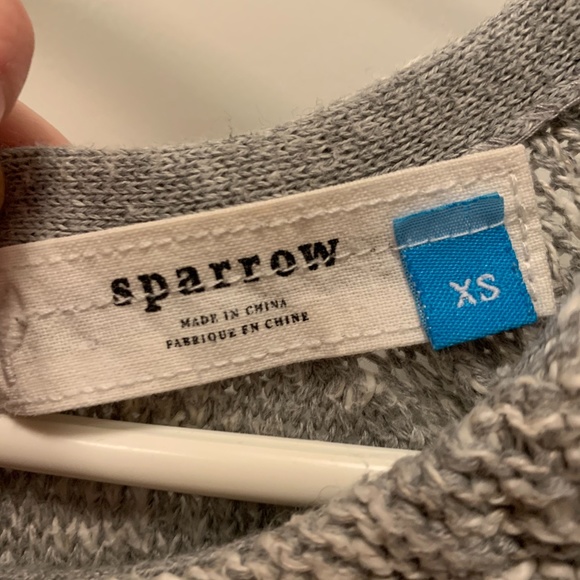 sparrow
MADE IN CHINA
FABRIQUE EN CHINE
XS